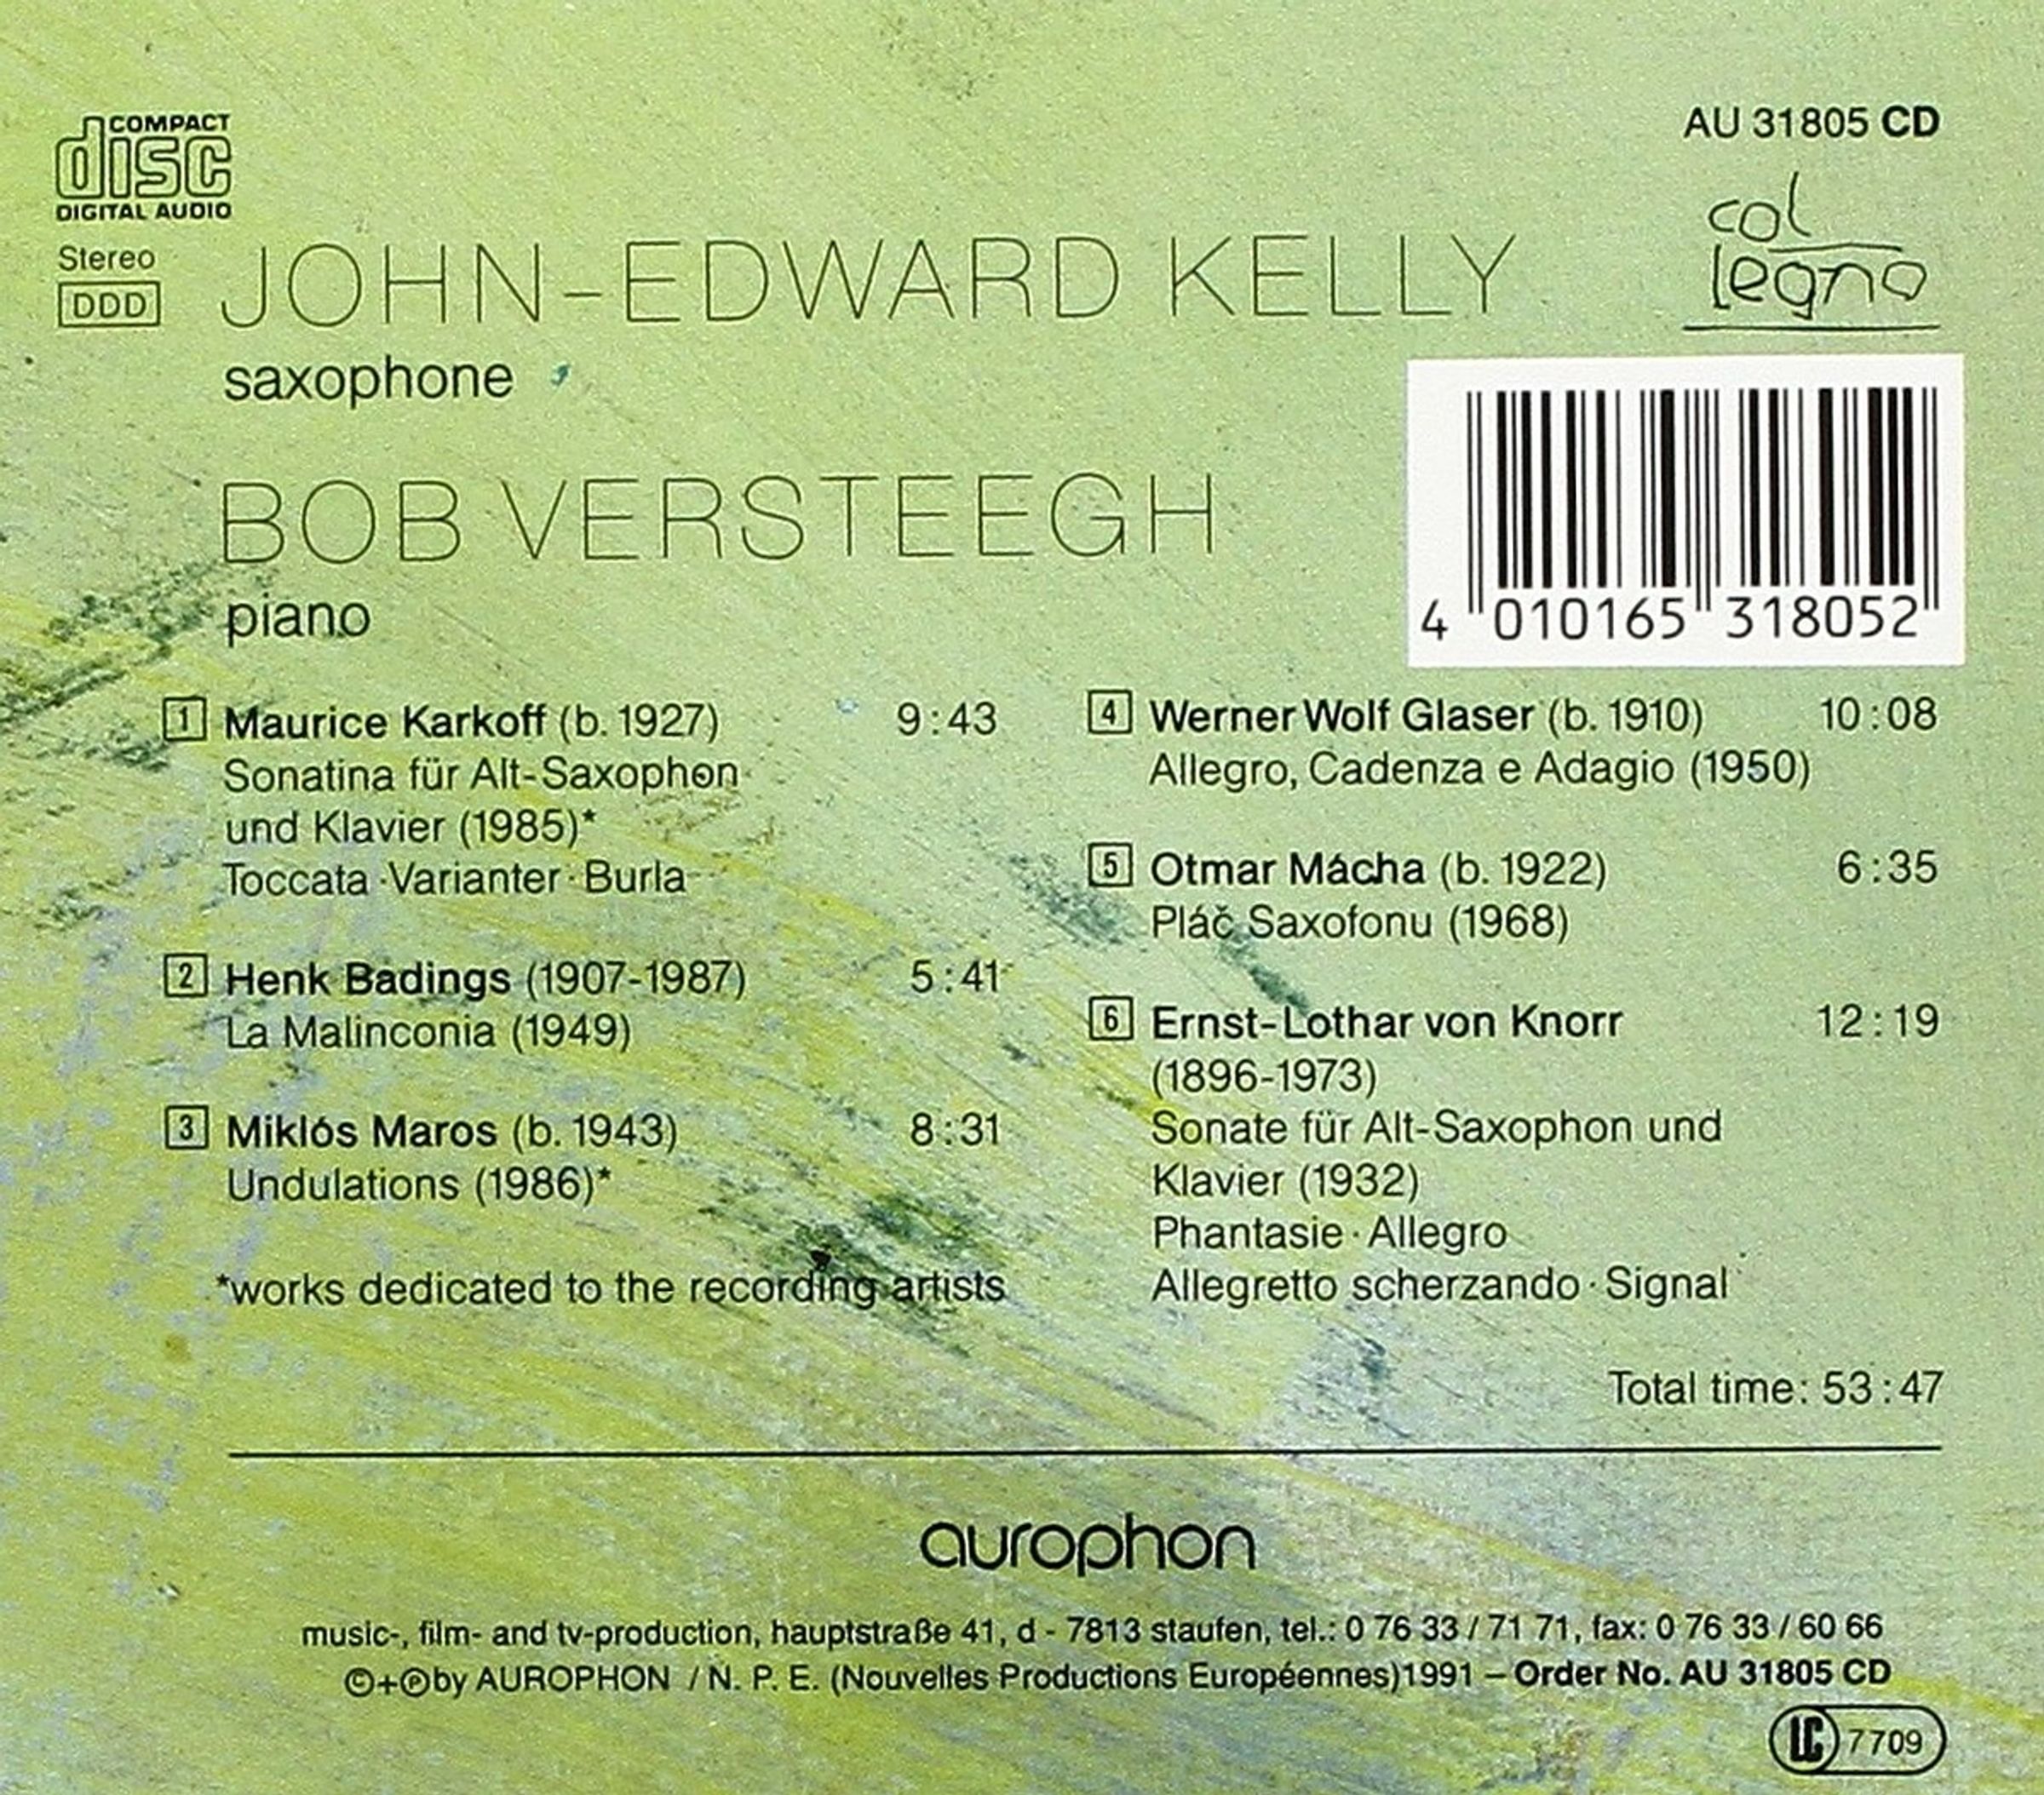 COMPACT
disc
DIGITAL AUDIO
Stereo
DDD
AU 31805 CD
col
legno
JOHN-EDWARD KELLY
saxophone
BOB VERSTEEGH
piano
4 010165 318052
1 Maurice Karkoff (b. 1927) 9:43
Sonatina für Alt-Saxophon
und Klavier (1985)*
Toccata · Varianter · Burla
2 Henk Badings (1907-1987) 5:41
La Malinconia (1949)
3 Miklós Maros (b. 1943) 8:31
Undulations (1986)*
*works dedicated to the recording artists
4 Werner Wolf Glaser (b. 1910) 10:08
Allegro, Cadenza e Adagio (1950)
5 Otmar Mácha (b. 1922) 6:35
Pláč Saxofonu (1968)
6 Ernst-Lothar von Knorr 12:19
(1896-1973)
Sonate für Alt-Saxophon und
Klavier (1932)
Phantasie · Allegro
Allegretto scherzando · Signal
Total time: 53:47
aurophon
music-, film- and tv-production, hauptstraße 41, d - 7813 staufen, tel.: 0 76 33 / 71 71, fax: 0 76 33 / 60 66
©+℗by AUROPHON / N. P. E. (Nouvelles Productions Européennes)1991 – Order No. AU 31805 CD
LC 7709